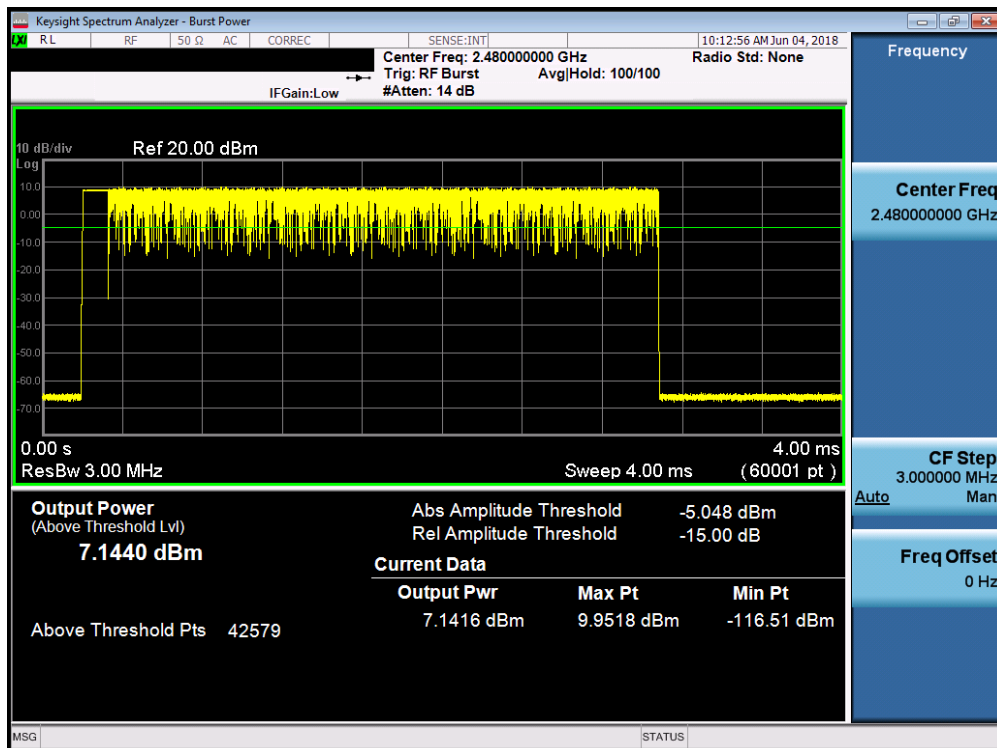 Keysight Spectrum Analyzer - Burst Power
LXI RL RF 50 Ω AC CORREC SENSE:INT 10:12:56 AM Jun 04, 2018
Center Freq: 2.480000000 GHz Radio Std: None
Trig: RF Burst Avg|Hold: 100/100
IFGain:Low #Atten: 14 dB
10 dB/div Ref 20.00 dBm
Log
10.0
0.00
-10.0
-20.0
-30.0
-40.0
-50.0
-60.0
-70.0
0.00 s 4.00 ms
ResBw 3.00 MHz Sweep 4.00 ms (60001 pt )
Output Power
(Above Threshold Lvl)
7.1440 dBm
Above Threshold Pts 42579
Abs Amplitude Threshold -5.048 dBm
Rel Amplitude Threshold -15.00 dB
Current Data
Output Pwr Max Pt Min Pt
7.1416 dBm 9.9518 dBm -116.51 dBm
Frequency
Center Freq
2.480000000 GHz
CF Step
3.000000 MHz
Auto Man
Freq Offset
0 Hz
MSG STATUS